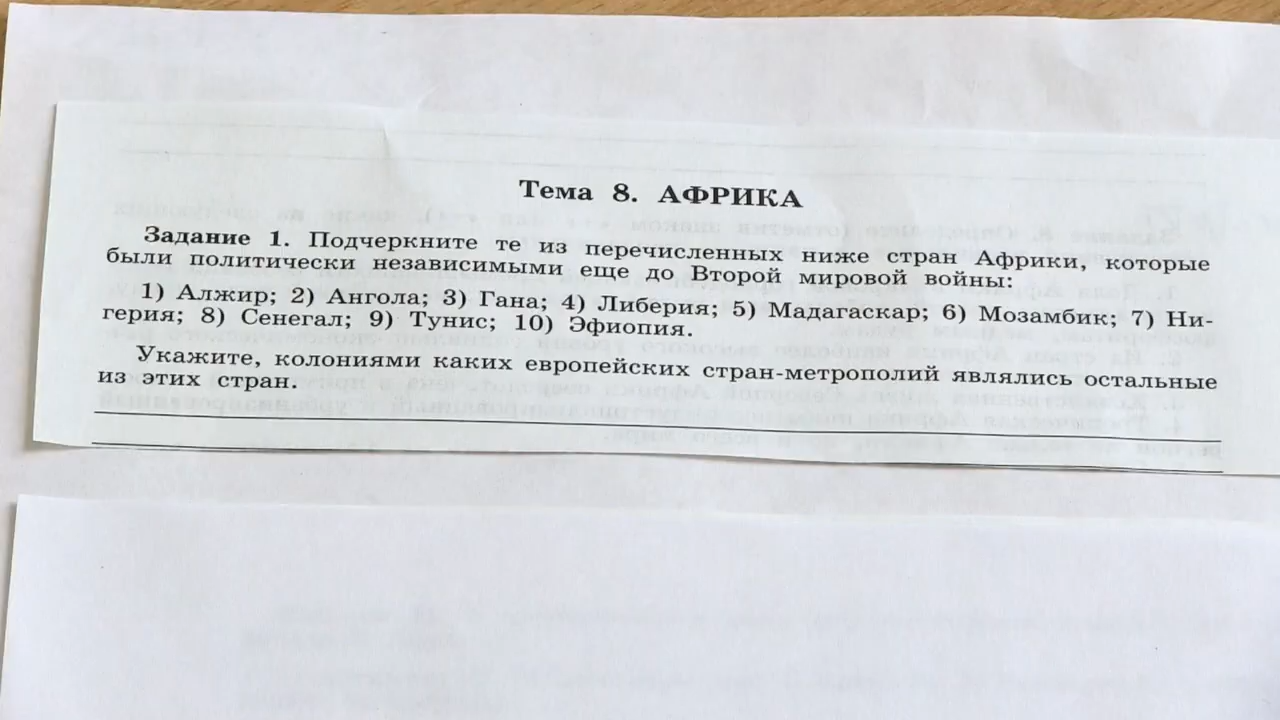 Тема 8. АФРИКА
Задание 1. Подчеркните те из перечисленных ниже стран Африки, которые
были политически независимыми еще до Второй мировой войны:
1) Алжир; 2) Ангола; 3) Гана; 4) Либерия; 5) Мадагаскар; 6) Мозамбик; 7) Ни-
герия; 8) Сенегал; 9) Тунис; 10) Эфиопия.
Укажите, колониями каких европейских стран-метрополий являлись остальные
из этих стран.